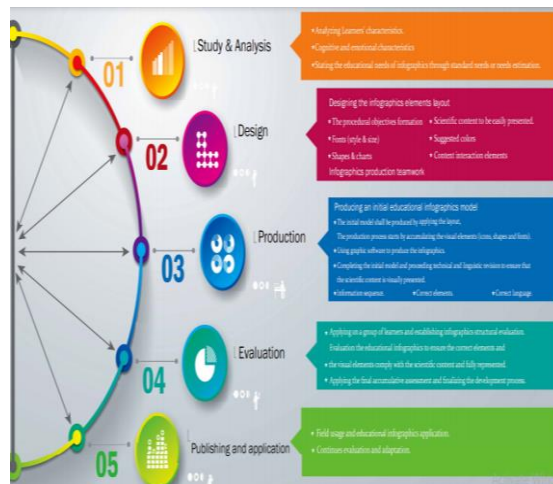 01
Study & Analysis
•Analyzing Learners' characteristics.
• Cognitive and emotional characteristics
•Stating the educational needs of infographics through standard needs or needs estimation.
02
Design
Designing the infographics elements layout
• The procedural objectives formation • Scientific content to be easily presented.
• Fonts (style & size) • Suggested colors
• Shapes & charts • Content interaction elements
Infographics production teamwork
03
Production
Producing an initial educational infographics model
• The initial model shall be produced by applying the layout,
The production process starts by accumulating the visual elements (icons, shapes and fonts).
• Using graphic software to produce the infographics.
• Completing the initial model and proceeding technical and linguistic revision to ensure that
the scientific content is visually presented.
• Information sequence. • Correct elements. • Correct language.
04
Evaluation
• Applying on a group of learners and establishing infographics structural evaluation.
Evaluation the educational infographics to ensure the correct elements and
• the visual elements comply with the scientific content and fully represented.
• Applying the final accumulative assessment and finalizing the development process.
05
Publishing and application
• Field usage and educational infographics application.
• Continues evaluation and adaptation.